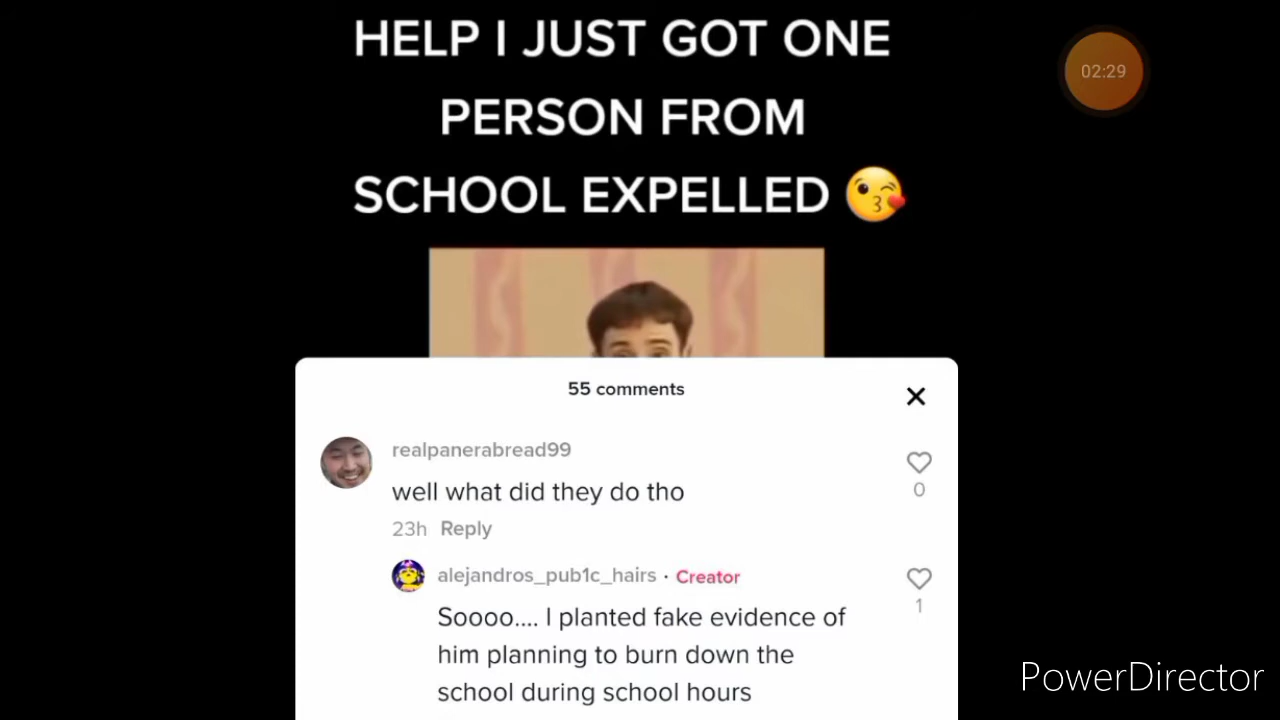 HELP I JUST GOT ONE
02:29
PERSON FROM
SCHOOL EXPELLED 😘
55 comments
realpanerabread99
0
well what did they do tho
23h Reply
alejandros_pub1c_hairs · Creator
1
Soooo.... I planted fake evidence of
him planning to burn down the
school during school hours
PowerDirector